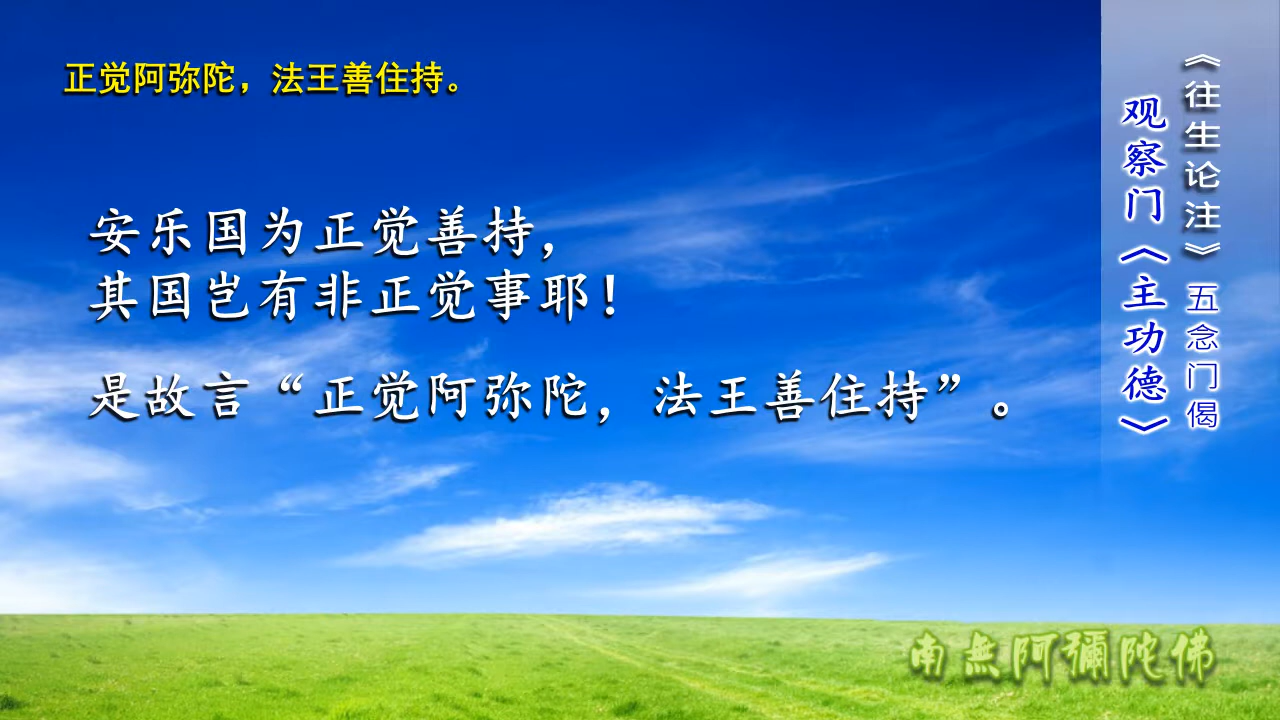 正觉阿弥陀，法王善住持。
安乐国为正觉善持，
其国岂有非正觉事耶！
是故言“正觉阿弥陀，法王善住持”。
《往生论注》五念门偈
观察门《主功德》
南無阿彌陀佛